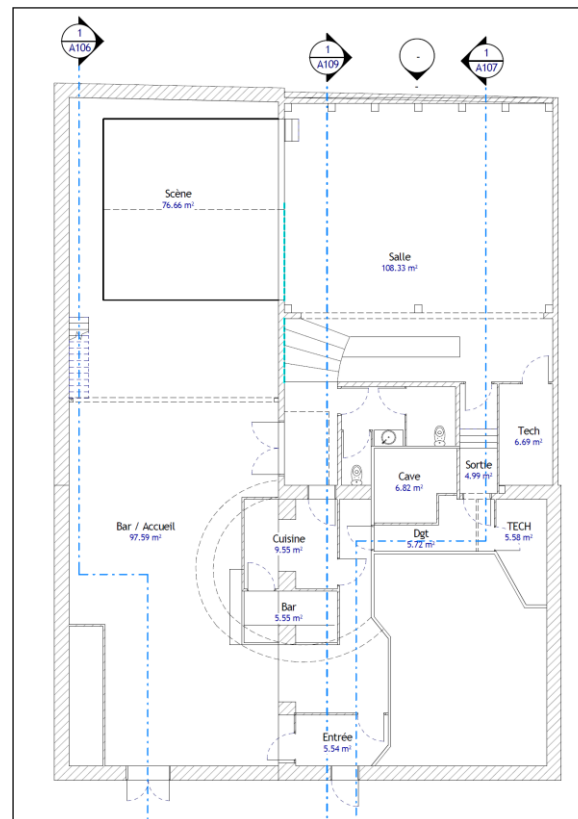 1
A106
1
A109
-
-
1
A107
Scène
76.66 m²
Salle
108.33 m²
Tech
6.69 m²
Sortie
4.99 m²
Cave
6.82 m²
Bar / Accueil
97.59 m²
Cuisine
9.55 m²
Dgt
5.72 m²
TECH
5.58 m²
Bar
5.55 m²
Entrée
5.54 m²